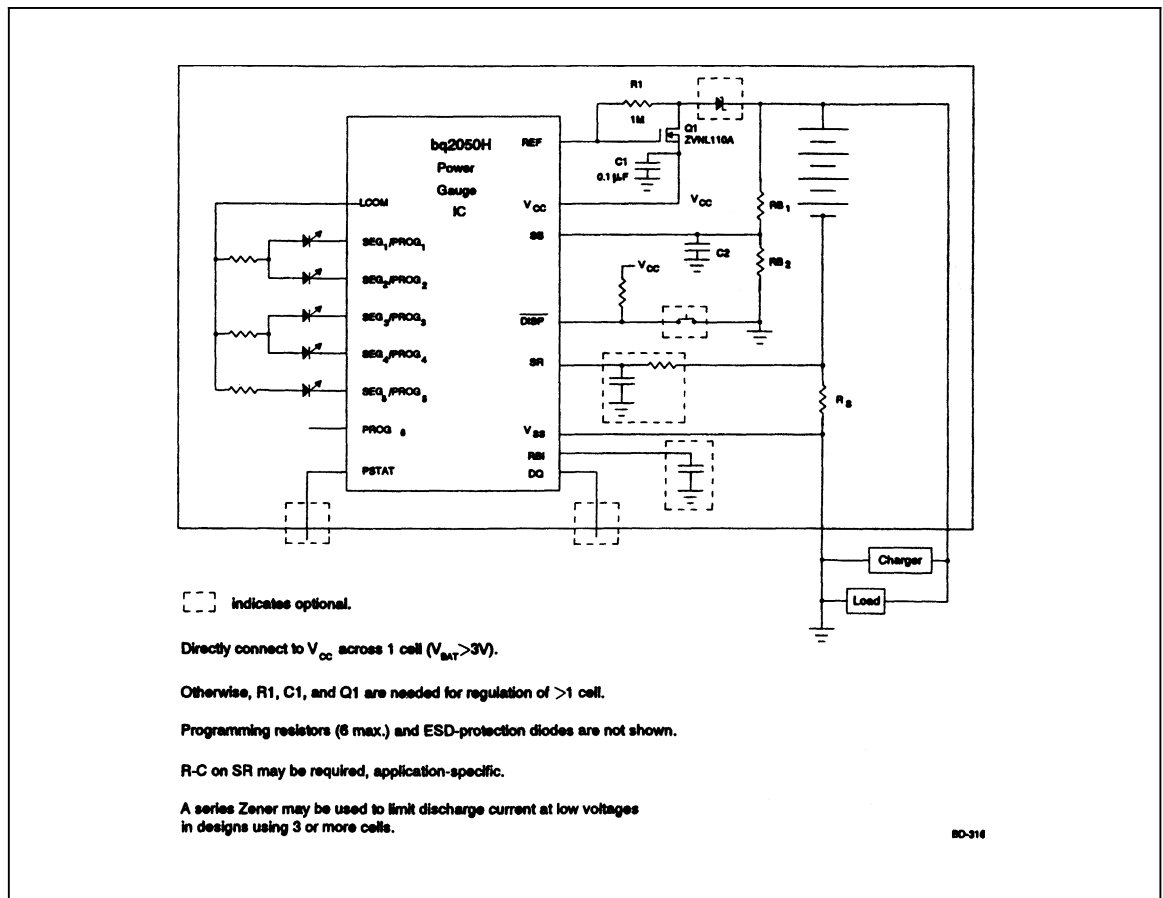 R1
1M
Q1
ZVNL110A
C1
0.1 µF
bq2050H
Power
Gauge
IC
REF
LCOM
VCC
VCC
RB1
SEG1/PROG1
SB
C2
SEG2/PROG2
VCC
RB2
SEG3/PROG3
DISP
SEG4/PROG4
SR
SEG5/PROG5
RS
PROG 6
VSS
RBI
PSTAT
DQ
Charger
Load
indicates optional.
Directly connect to VCC across 1 cell (VBAT>3V).
Otherwise, R1, C1, and Q1 are needed for regulation of >1 cell.
Programming resistors (6 max.) and ESD-protection diodes are not shown.
R-C on SR may be required, application-specific.
A series Zener may be used to limit discharge current at low voltages
in designs using 3 or more cells.
BD-316